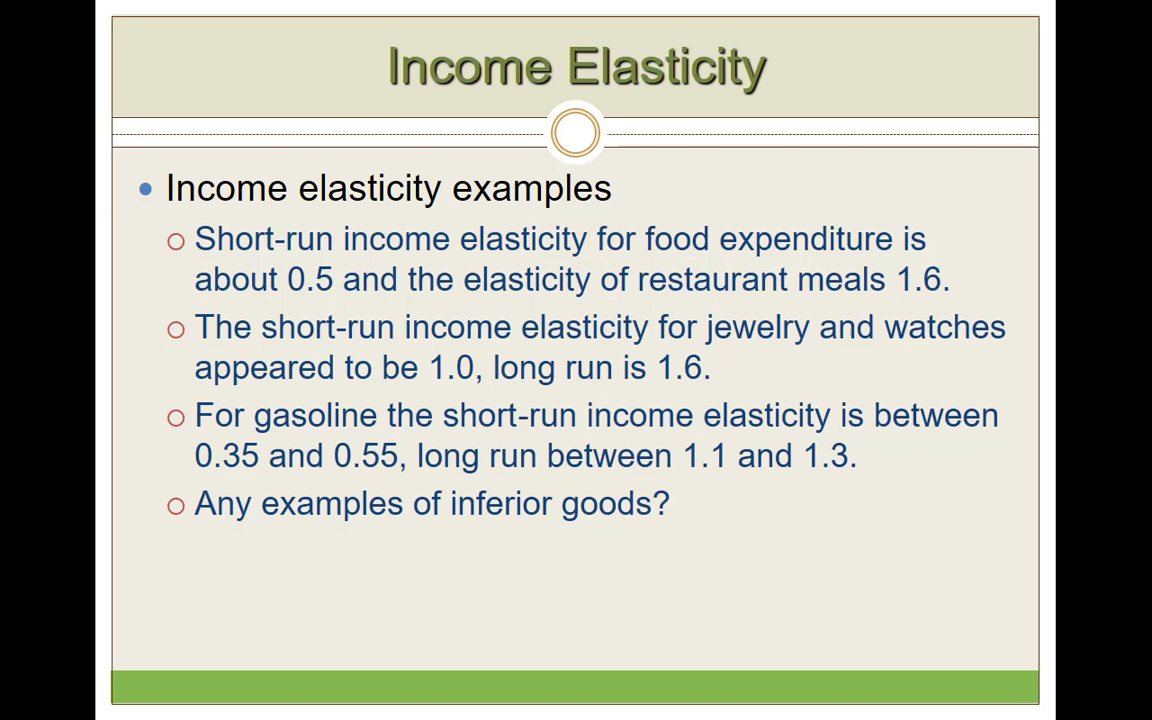 Income Elasticity
Income elasticity examples
Short-run income elasticity for food expenditure is
about 0.5 and the elasticity of restaurant meals 1.6.
The short-run income elasticity for jewelry and watches
appeared to be 1.0, long run is 1.6.
For gasoline the short-run income elasticity is between
0.35 and 0.55, long run between 1.1 and 1.3.
Any examples of inferior goods?